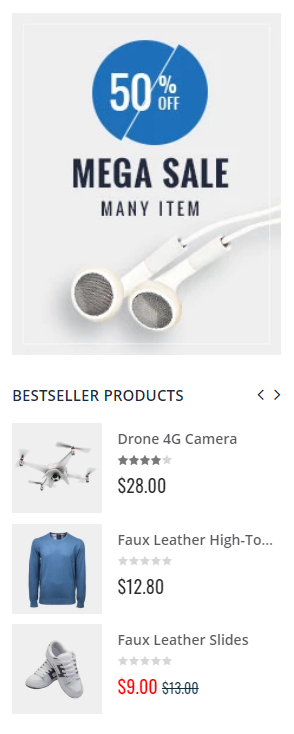 50%
OFF
MEGA SALE
MANY ITEM
BESTSELLER PRODUCTS
Drone 4G Camera
$28.00
Faux Leather High-To...
$12.80
Faux Leather Slides
$9.00 $13.00